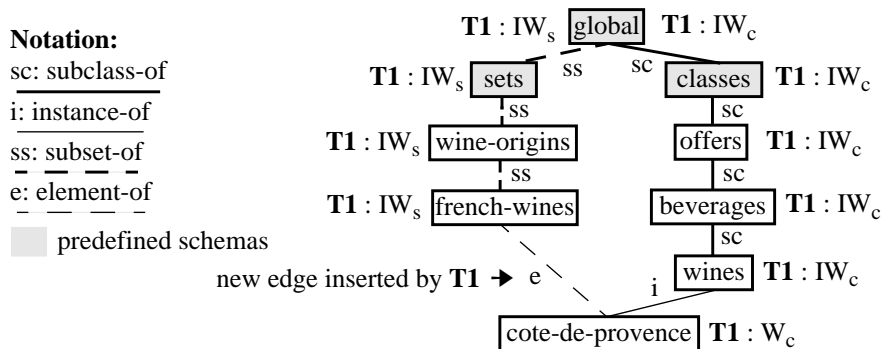 Notation:
sc: subclass-of
i: instance-of
ss: subset-of
e: element-of
predefined schemas
T1 : IWs global T1 : IWc
ss sc
T1 : IWs sets classes T1 : IWc
ss sc
T1 : IWs wine-origins offers T1 : IWc
ss sc
T1 : IWs french-wines beverages T1 : IWc
sc
new edge inserted by T1 → e wines T1 : IWc
i
cote-de-provence T1 : Wc